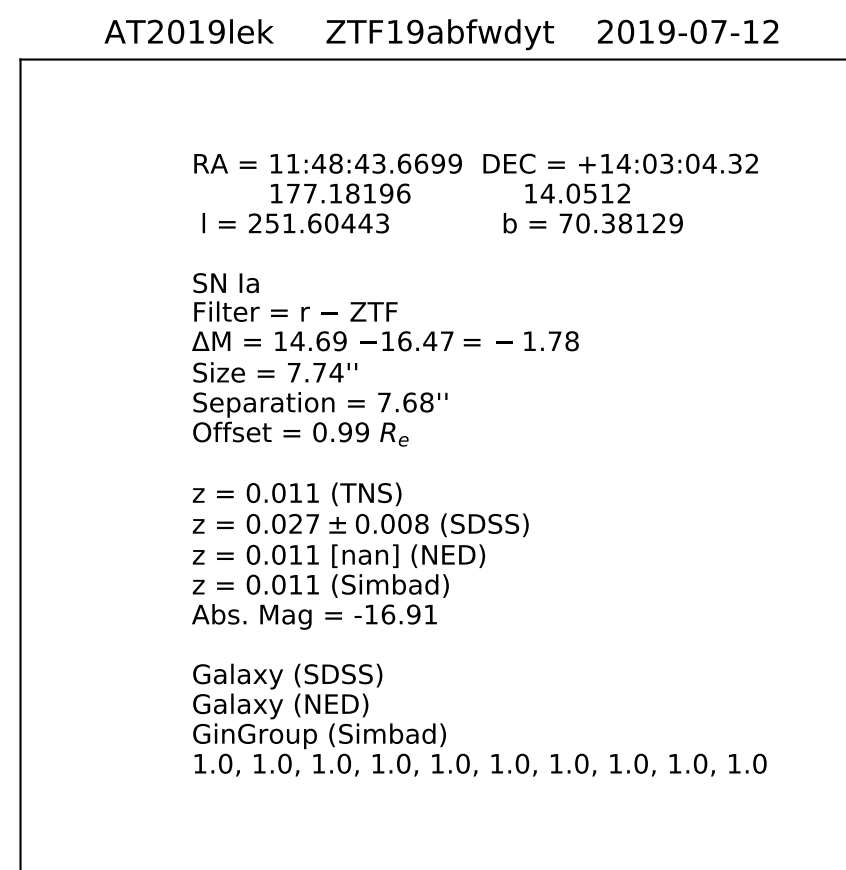 AT2019lek ZTF19abfwdyt 2019-07-12
RA = 11:48:43.6699 DEC = +14:03:04.32
177.18196 14.0512
l = 251.60443 b = 70.38129
SN Ia
Filter = r − ZTF
ΔM = 14.69 −16.47 = − 1.78
Size = 7.74''
Separation = 7.68''
Offset = 0.99 Rₑ
z = 0.011 (TNS)
z = 0.027 ± 0.008 (SDSS)
z = 0.011 [nan] (NED)
z = 0.011 (Simbad)
Abs. Mag = -16.91
Galaxy (SDSS)
Galaxy (NED)
GinGroup (Simbad)
1.0, 1.0, 1.0, 1.0, 1.0, 1.0, 1.0, 1.0, 1.0, 1.0